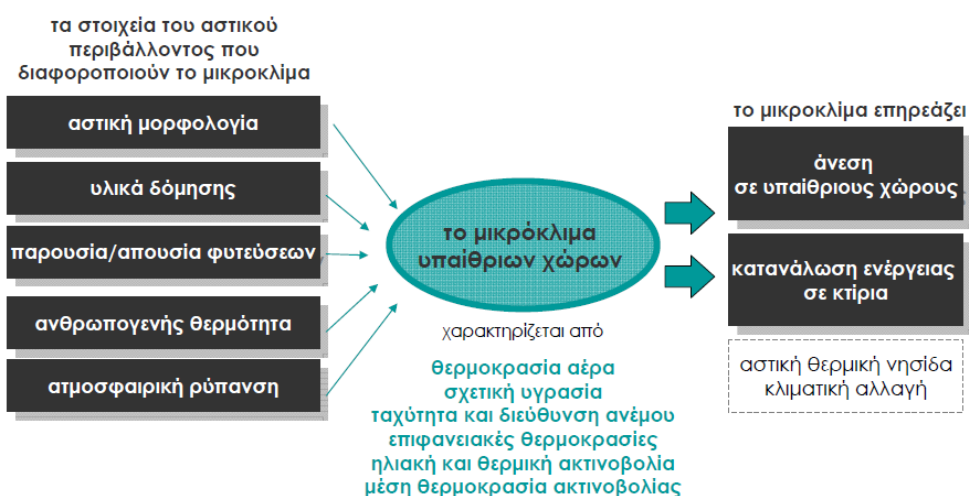 τα στοιχεία του αστικού
περιβάλλοντος που
διαφοροποιούν το μικροκλίμα
αστική μορφολογία
υλικά δόμησης
παρουσία/απουσία φυτεύσεων
ανθρωπογενής θερμότητα
ατμοσφαιρική ρύπανση
το μικρόκλιμα
υπαίθριων χώρων
χαρακτηρίζεται από
θερμοκρασία αέρα
σχετική υγρασία
ταχύτητα και διεύθυνση ανέμου
επιφανειακές θερμοκρασίες
ηλιακή και θερμική ακτινοβολία
μέση θερμοκρασία ακτινοβολίας
το μικροκλίμα επηρεάζει
άνεση
σε υπαίθριους χώρους
κατανάλωση ενέργειας
σε κτίρια
αστική θερμική νησίδα
κλιματική αλλαγή